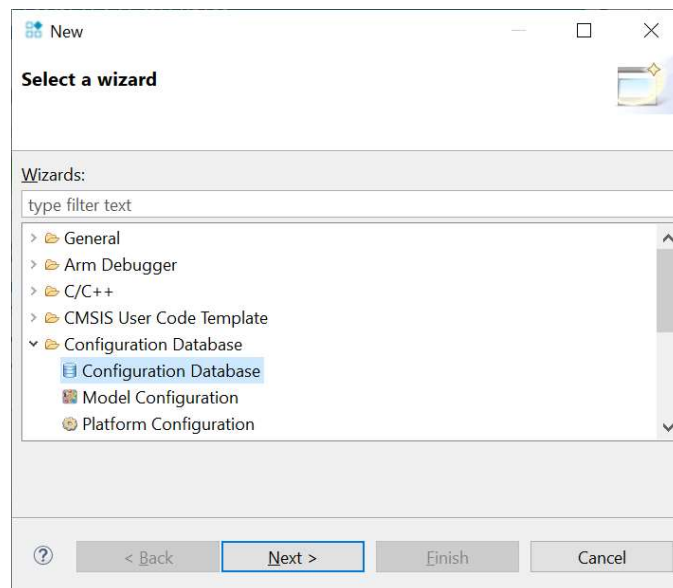 New
Select a wizard
Wizards:
type filter text
General
Arm Debugger
C/C++
CMSIS User Code Template
Configuration Database
Configuration Database
Model Configuration
Platform Configuration
? < Back Next > Finish Cancel